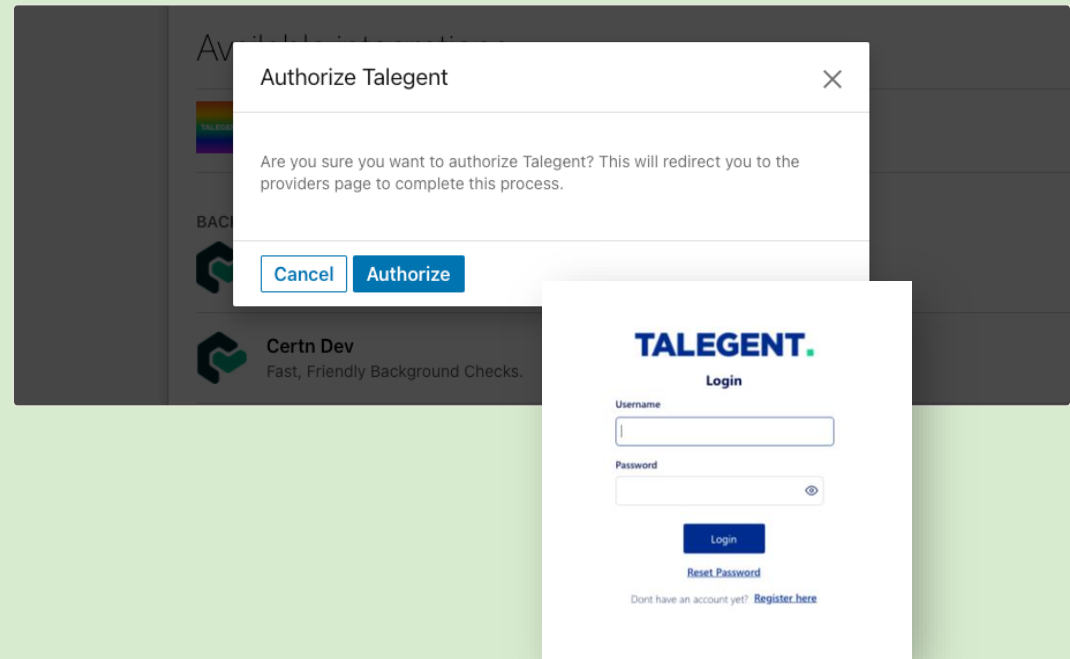 Authorize Talegent
Are you sure you want to authorize Talegent? This will redirect you to the
providers page to complete this process.
Cancel Authorize
Certn Dev
Fast, Friendly Background Checks.
TALEGENT.
Login
Username
Password
Login
Reset Password
Dont have an account yet? Register here